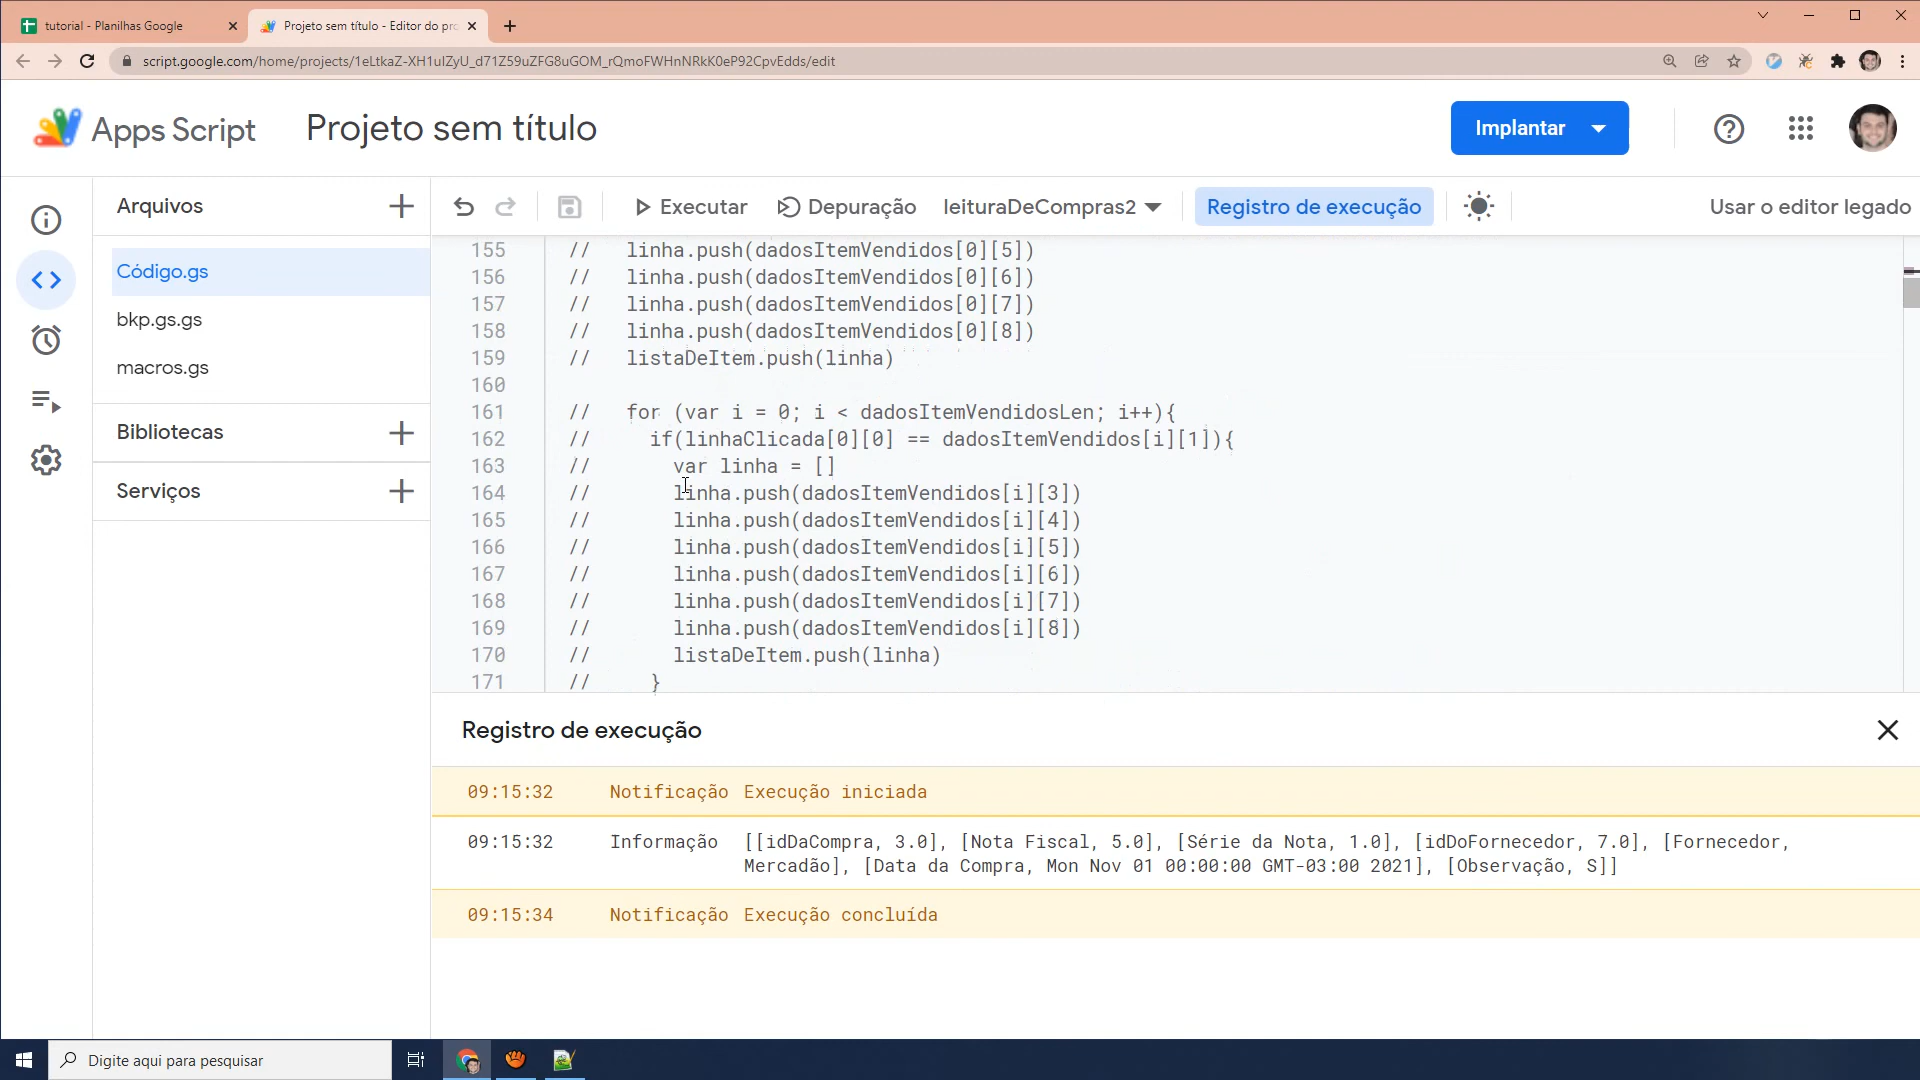 tutorial - Planilhas Google
Projeto sem título - Editor do pro
script.google.com/home/projects/1eLtkaZ-XH1uIZyU_d71Z59uZFG8uGOM_rQmoFWHnNRkK0eP92CpvEdds/edit
Apps Script
Projeto sem título
Implantar
Arquivos
Executar
Depuração
leituraDeCompras2
Registro de execução
Usar o editor legado
Código.gs
bkp.gs.gs
macros.gs
Bibliotecas
Serviços
155 // linha.push(dadosItemVendidos[0][5])
156 // linha.push(dadosItemVendidos[0][6])
157 // linha.push(dadosItemVendidos[0][7])
158 // linha.push(dadosItemVendidos[0][8])
159 // listaDeItem.push(linha)
160
161 // for (var i = 0; i < dadosItemVendidosLen; i++){
162 // if(linhaClicada[0][0] == dadosItemVendidos[i][1]){
163 // var linha = []
164 // linha.push(dadosItemVendidos[i][3])
165 // linha.push(dadosItemVendidos[i][4])
166 // linha.push(dadosItemVendidos[i][5])
167 // linha.push(dadosItemVendidos[i][6])
168 // linha.push(dadosItemVendidos[i][7])
169 // linha.push(dadosItemVendidos[i][8])
170 // listaDeItem.push(linha)
171 // }
Registro de execução
09:15:32 Notificação Execução iniciada
09:15:32 Informação [[idDaCompra, 3.0], [Nota Fiscal, 5.0], [Série da Nota, 1.0], [idDoFornecedor, 7.0], [Fornecedor,
Mercadão], [Data da Compra, Mon Nov 01 00:00:00 GMT-03:00 2021], [Observação, S]]
09:15:34 Notificação Execução concluída
Digite aqui para pesquisar